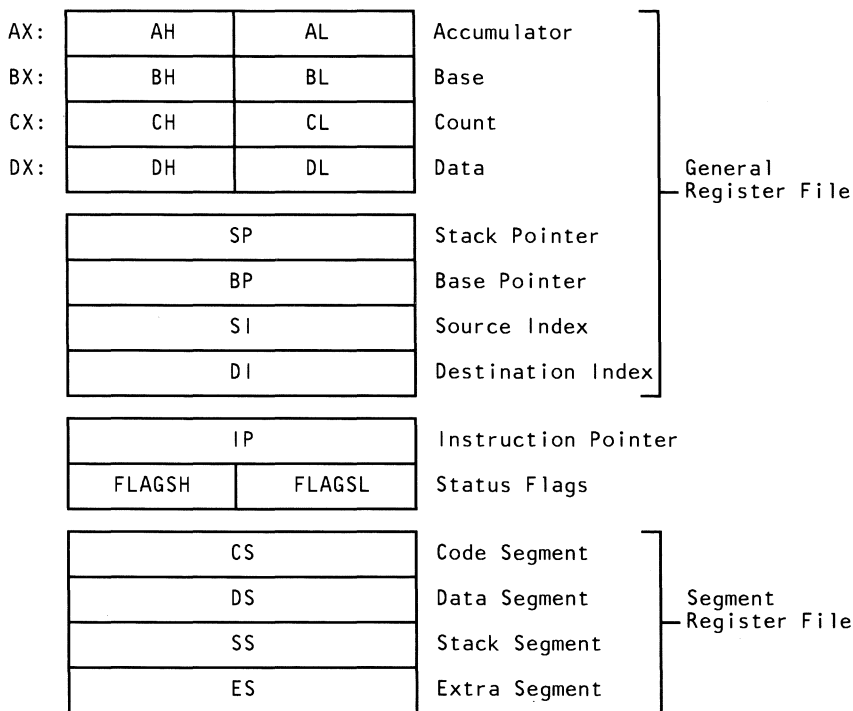 AX: AH AL Accumulator
BX: BH BL Base
CX: CH CL Count
DX: DH DL Data
General
Register File
SP Stack Pointer
BP Base Pointer
SI Source Index
DI Destination Index
IP Instruction Pointer
FLAGSH FLAGSL Status Flags
CS Code Segment
DS Data Segment
Segment
Register File
SS Stack Segment
ES Extra Segment